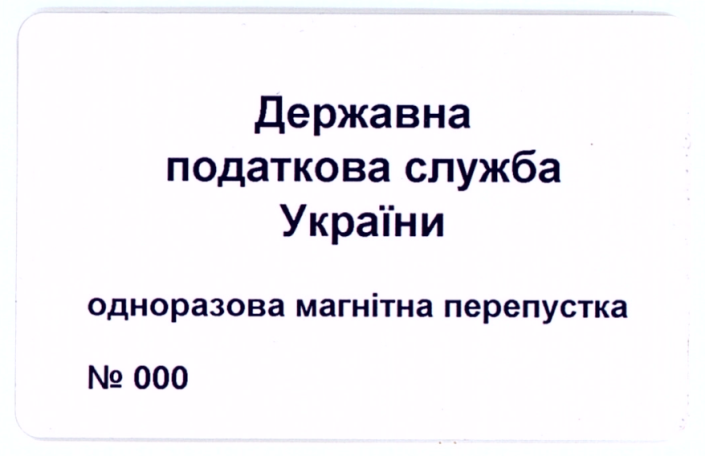 Державна
податкова служба
України
одноразова магнітна перепустка
№ 000